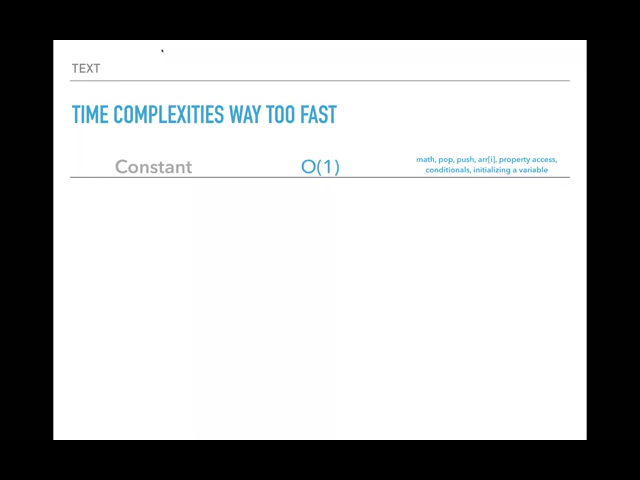 TEXT
TIME COMPLEXITIES WAY TOO FAST
Constant
O(1)
math, pop, push, arr[i], property access,
conditionals, initializing a variable